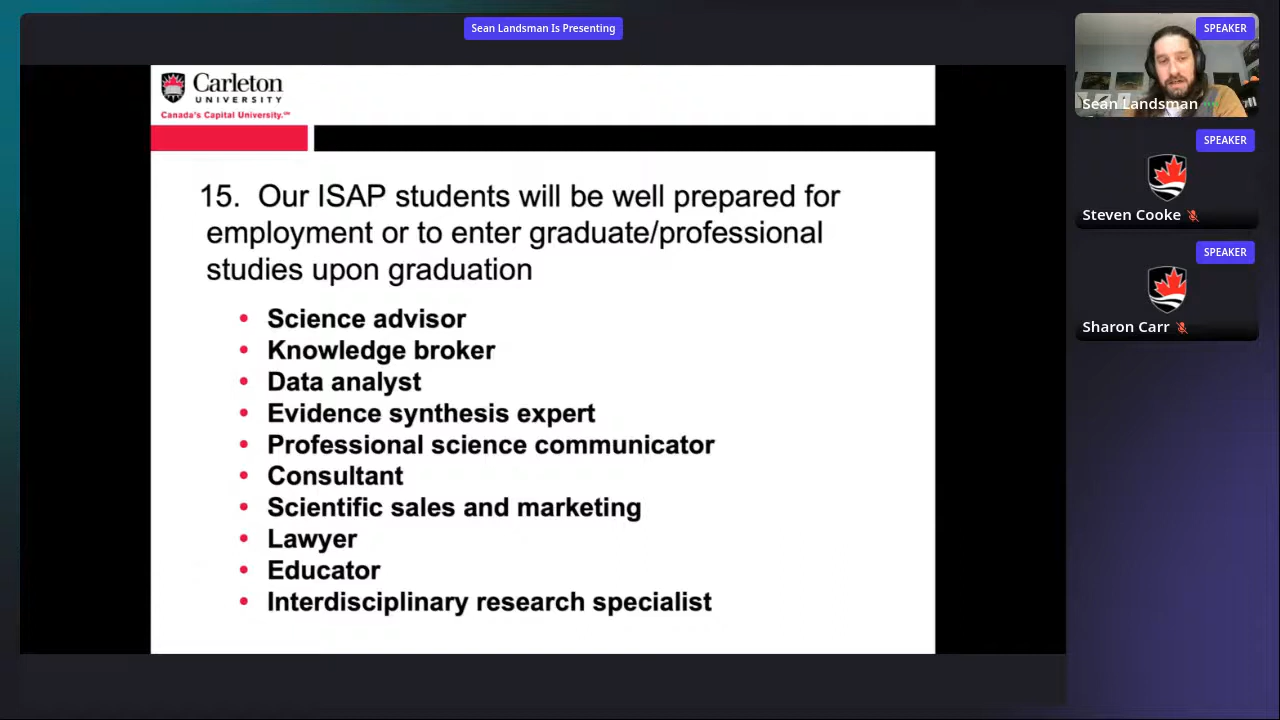 Sean Landsman Is Presenting
Carleton
UNIVERSITY
Canada's Capital University.℠
15. Our ISAP students will be well prepared for
employment or to enter graduate/professional
studies upon graduation
• Science advisor
• Knowledge broker
• Data analyst
• Evidence synthesis expert
• Professional science communicator
• Consultant
• Scientific sales and marketing
• Lawyer
• Educator
• Interdisciplinary research specialist
SPEAKER
Sean Landsman
SPEAKER
Steven Cooke
SPEAKER
Sharon Carr